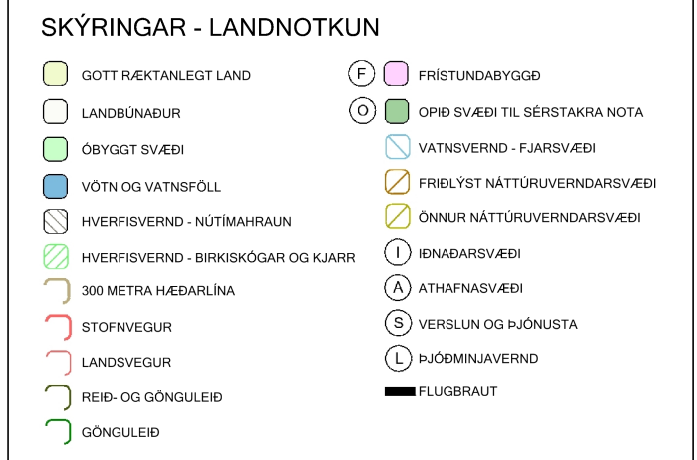 SKÝRINGAR - LANDNOTKUN
GOTT RÆKTANLEGT LAND
LANDBÚNAÐUR
ÓBYGGT SVÆÐI
VÖTN OG VATNSFÖLL
HVERFISVERND - NÚTÍMAHRAUN
HVERFISVERND - BIRKISKÓGAR OG KJARR
300 METRA HÆÐARLÍNA
STOFNVEGUR
LANDSVEGUR
REIÐ- OG GÖNGULEIÐ
GÖNGULEIÐ
F FRÍSTUNDABYGGÐ
O OPIÐ SVÆÐI TIL SÉRSTAKRA NOTA
VATNSVERND - FJARSVÆÐI
FRIÐLÝST NÁTTÚRUVERNDARSVÆÐI
ÖNNUR NÁTTÚRUVERNDARSVÆÐI
I IÐNAÐARSVÆÐI
A ATHAFNASVÆÐI
S VERSLUN OG ÞJÓNUSTA
L ÞJÓÐMINJAVERND
FLUGBRAUT